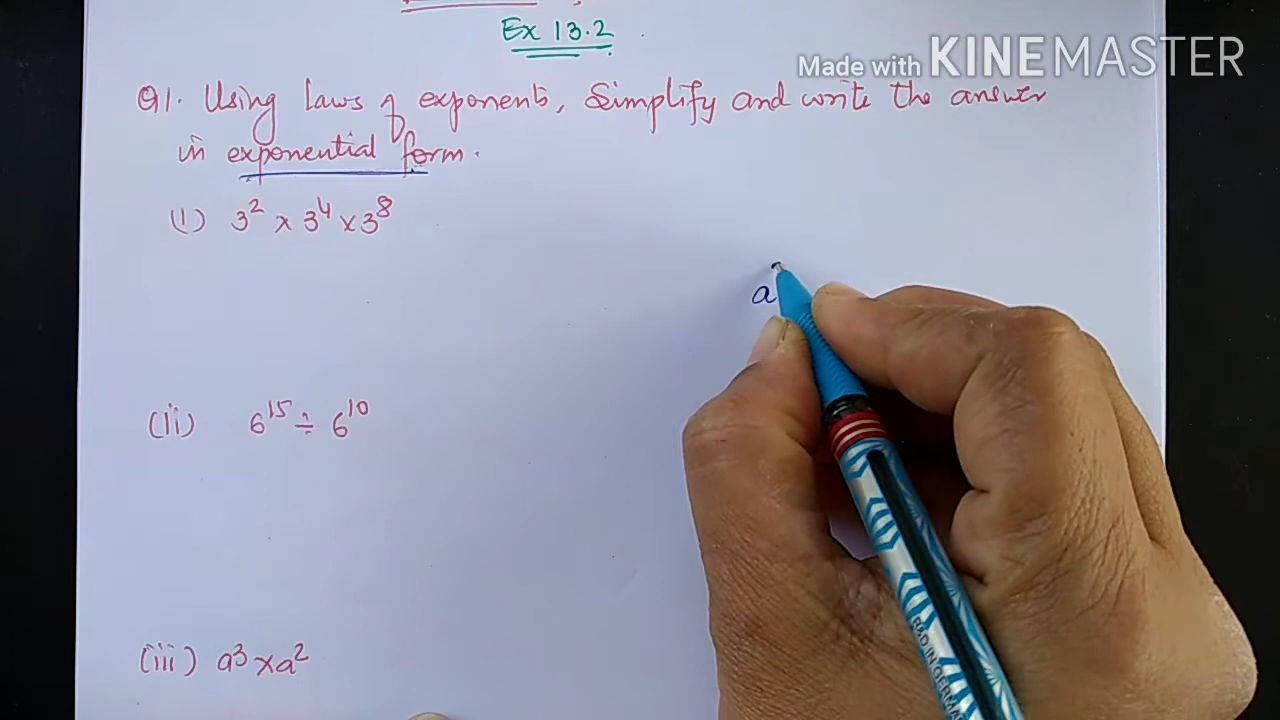 Ex 13.2
Made with KINEMASTER
Q1. Using laws of exponents, Simplify and write the answer
in exponential form.
(i) 3² × 3⁴ × 3⁸
a
(ii) 6¹⁵ ÷ 6¹⁰
(iii) a³ × a²